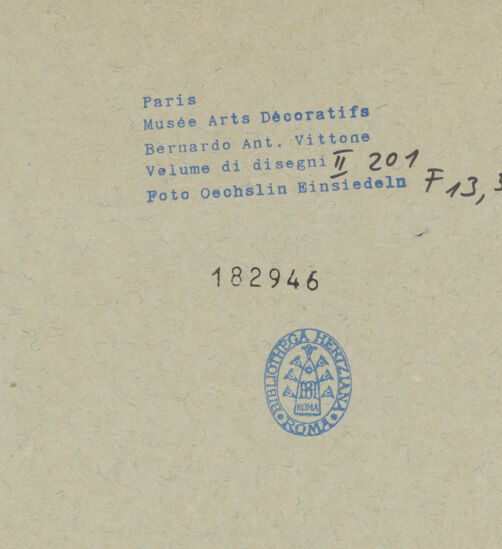 Paris
Musée Arts Décoratifs
Bernardo Ant. Vittone
Volume di disegni II 201
Foto Oechslin Einsiedeln F 13,
182946
BIBLIOTHECA HERTZIANA
ROMA
ROMA